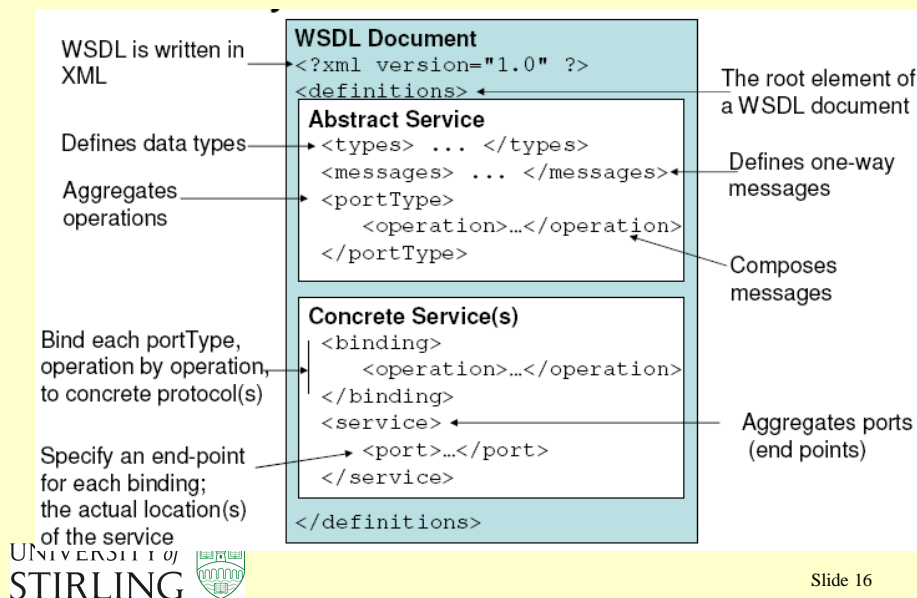 WSDL is written in
XML
Defines data types
Aggregates
operations
WSDL Document
<?xml version="1.0" ?>
<definitions>
Abstract Service
<types> ... </types>
<messages> ... </messages>
<portType>
<operation>…</operation>
</portType>
The root element of
a WSDL document
Defines one-way
messages
Composes
messages
Bind each portType,
operation by operation,
to concrete protocol(s)
Specify an end-point
for each binding;
the actual location(s)
of the service
Concrete Service(s)
<binding>
<operation>…</operation>
</binding>
<service>
<port>…</port>
</service>
</definitions>
Aggregates ports
(end points)
UNIVERSITY of
STIRLING
Slide 16